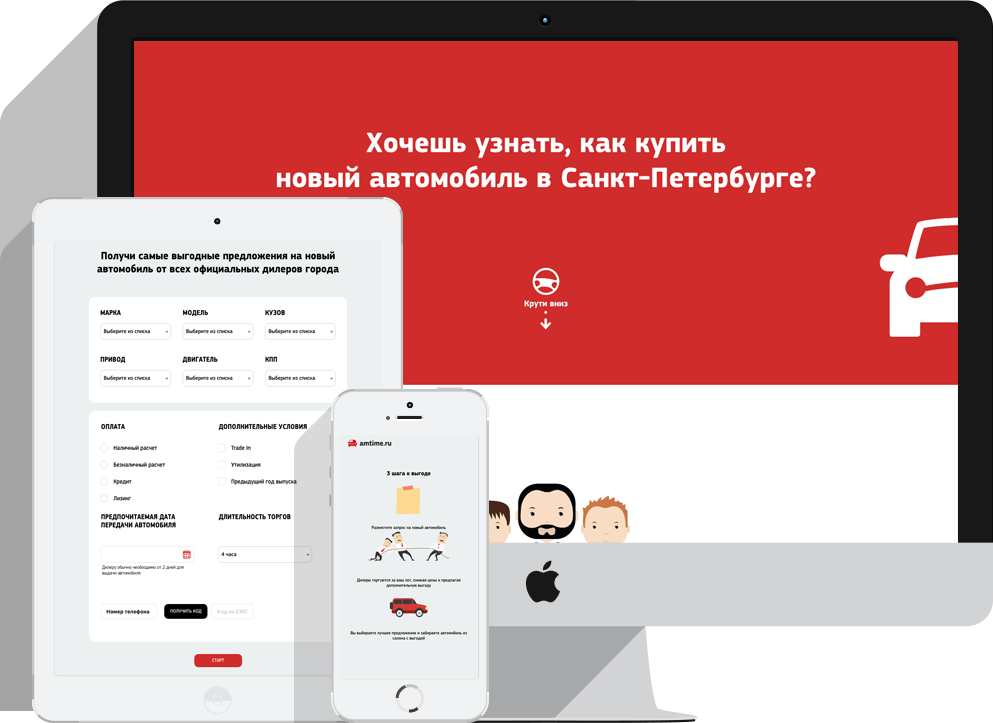 Хочешь узнать, как купить
новый автомобиль в Санкт-Петербурге?
Крути вниз
Получи самые выгодные предложения на новый
автомобиль от всех официальных дилеров города
МАРКА
МОДЕЛЬ
КУЗОВ
Выберите из списка
Выберите из списка
Выберите из списка
ПРИВОД
ДВИГАТЕЛЬ
КПП
Выберите из списка
Выберите из списка
Выберите из списка
ОПЛАТА
ДОПОЛНИТЕЛЬНЫЕ УСЛОВИЯ
Наличный расчет
Trade In
Безналичный расчет
Утилизация
Кредит
Предыдущий год выпуска
Лизинг
ПРЕДПОЧИТАЕМАЯ ДАТА
ПЕРЕДАЧИ АВТОМОБИЛЯ
ДЛИТЕЛЬНОСТЬ ТОРГОВ
4 часа
Дилеру обычно необходимо от 2 дней для
выдачи автомобиля
Номер телефона
ПОЛУЧИТЬ КОД
Код из СМС
СТАРТ
amtime.ru
3 шага к выгоде
Разместите запрос на новый автомобиль
Дилеры торгуются за ваш лот, снижая цены и предлагая
дополнительную выгоду
Вы выбираете лучшее предложение и забираете автомобиль из
салона с выгодой